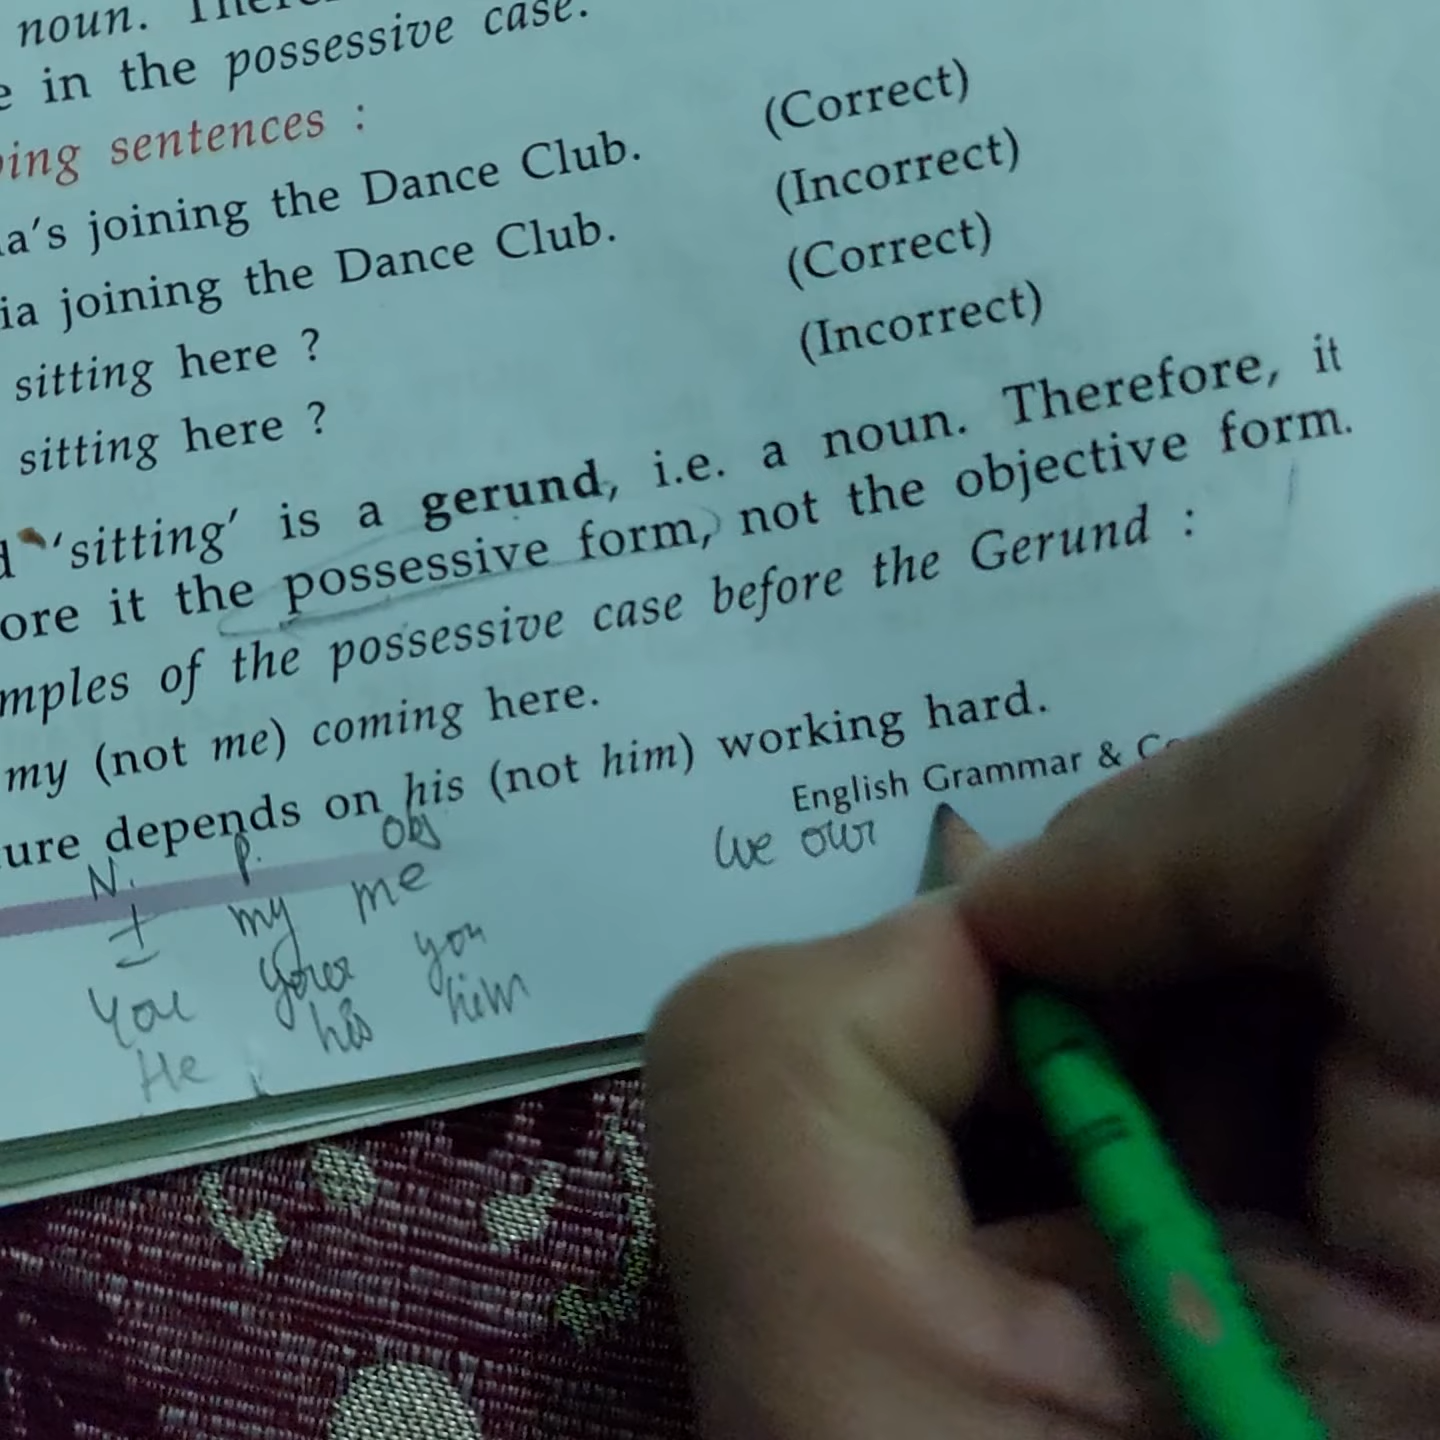 noun.
in the possessive case.
sentences :
a's joining the Dance Club. (Correct)
ia joining the Dance Club. (Incorrect)
sitting here ? (Correct)
sitting here ? (Incorrect)
'sitting' is a gerund, i.e. a noun. Therefore, it
ore it the possessive form, not the objective form.
mples of the possessive case before the Gerund :
my (not me) coming here.
ure depends on his (not him) working hard.
English Grammar &
N. P. Obj
I my me
You your you
He his him
we our